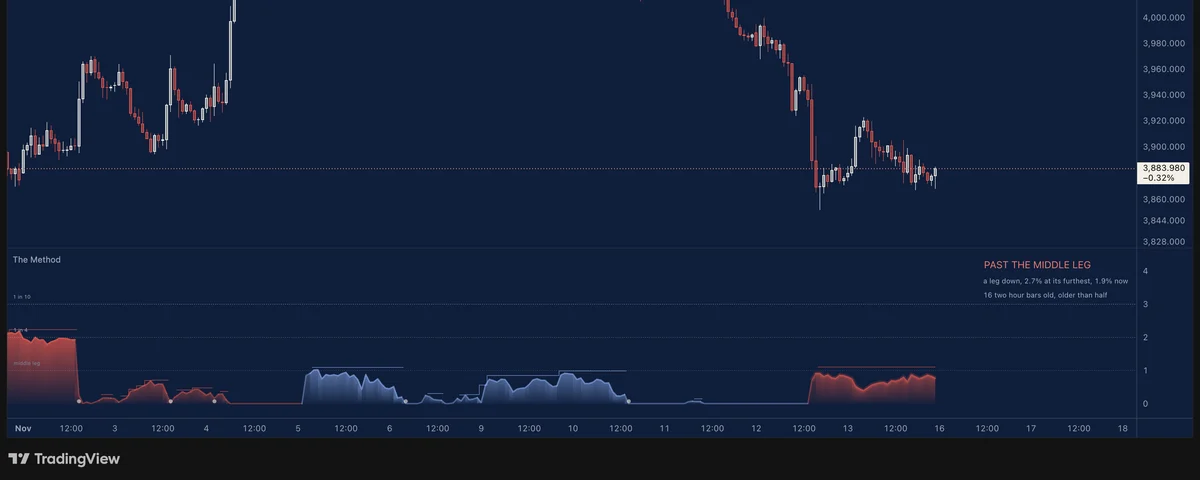 4,000.000
3,980.000
3,960.000
3,940.000
3,920.000
3,900.000
3,883.980
−0.32%
3,860.000
3,844.000
3,828.000
The Method
PAST THE MIDDLE LEG
a leg down, 2.7% at its furthest, 1.9% now
16 two hour bars old, older than half
4
1 in 10
3
1 in 4
2
middle leg
1
0
Nov 12:00 3 12:00 4 12:00 5 12:00 6 12:00 9 12:00 10 12:00 11 12:00 12 12:00 13 12:00 16 12:00 17 12:00 18
TradingView